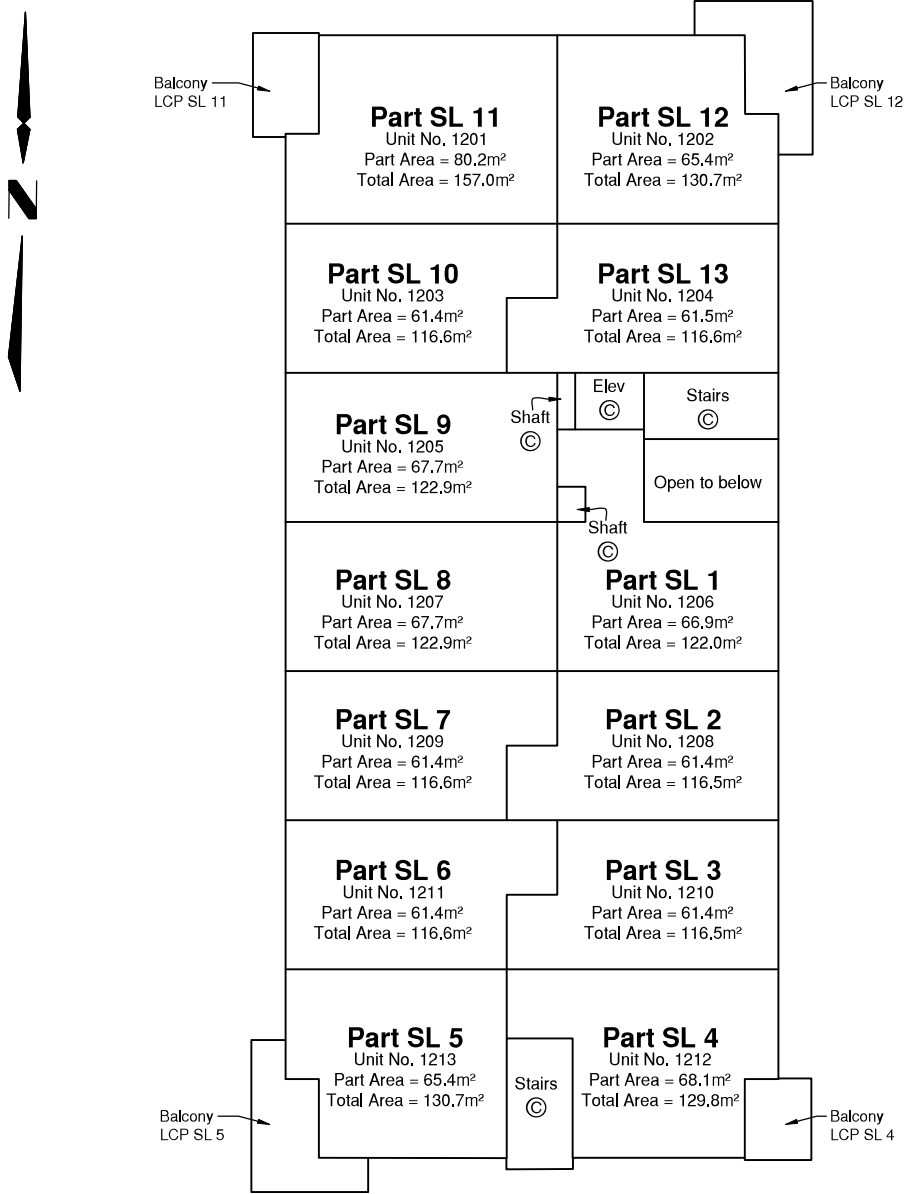 Balcony
LCP SL 11
Balcony
LCP SL 12
Part SL 11
Unit No. 1201
Part Area = 80.2m²
Total Area = 157.0m²
Part SL 12
Unit No. 1202
Part Area = 65.4m²
Total Area = 130.7m²
N
Part SL 10
Unit No. 1203
Part Area = 61.4m²
Total Area = 116.6m²
Part SL 13
Unit No. 1204
Part Area = 61.5m²
Total Area = 116.6m²
Part SL 9
Unit No. 1205
Part Area = 67.7m²
Total Area = 122.9m²
Shaft
Ⓒ
Elev
Ⓒ
Stairs
Ⓒ
Open to below
Shaft
Ⓒ
Part SL 8
Unit No. 1207
Part Area = 67.7m²
Total Area = 122.9m²
Part SL 1
Unit No. 1206
Part Area = 66.9m²
Total Area = 122.0m²
Part SL 7
Unit No. 1209
Part Area = 61.4m²
Total Area = 116.6m²
Part SL 2
Unit No. 1208
Part Area = 61.4m²
Total Area = 116.5m²
Part SL 6
Unit No. 1211
Part Area = 61.4m²
Total Area = 116.6m²
Part SL 3
Unit No. 1210
Part Area = 61.4m²
Total Area = 116.5m²
Part SL 5
Unit No. 1213
Part Area = 65.4m²
Total Area = 130.7m²
Stairs
Ⓒ
Part SL 4
Unit No. 1212
Part Area = 68.1m²
Total Area = 129.8m²
Balcony
LCP SL 5
Balcony
LCP SL 4